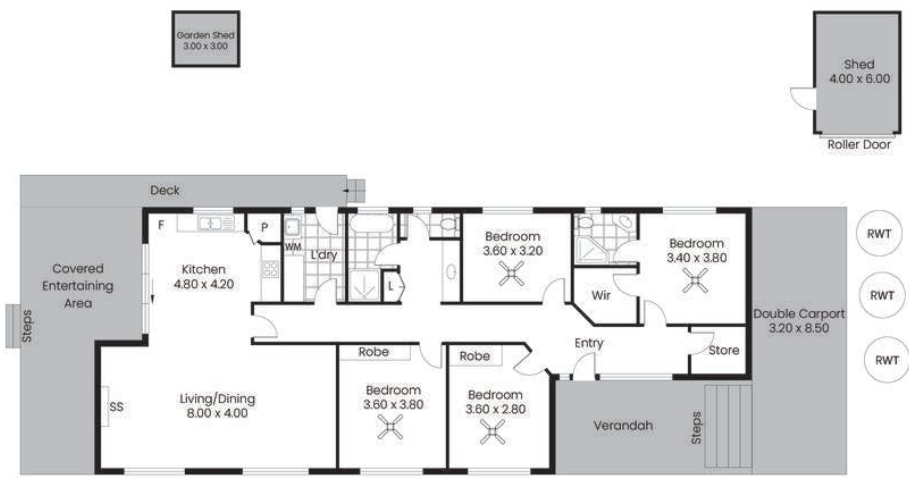 Garden Shed
3.00 x 3.00
Shed
4.00 x 6.00
Roller Door
Deck
F
P
WM
L'dry
Kitchen
4.80 x 4.20
L
Bedroom
3.60 x 3.20
Bedroom
3.40 x 3.80
Wir
Covered
Entertaining
Area
Steps
RWT
RWT
RWT
Double Carport
3.20 x 8.50
Entry
Store
Robe
Robe
SS
Living/Dining
8.00 x 4.00
Bedroom
3.60 x 3.80
Bedroom
3.60 x 2.80
Verandah
Steps